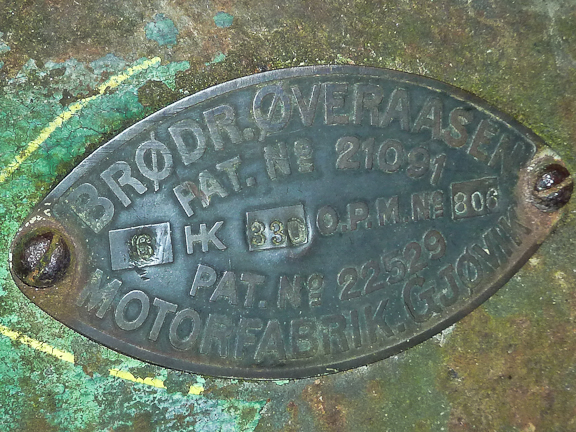 BRØDR. ØVERAASEN
PAT. Nº 21091
6 HK 330 O.P.M. Nº 806
PAT. Nº 22529
MOTORFABRIK. GJØVIK